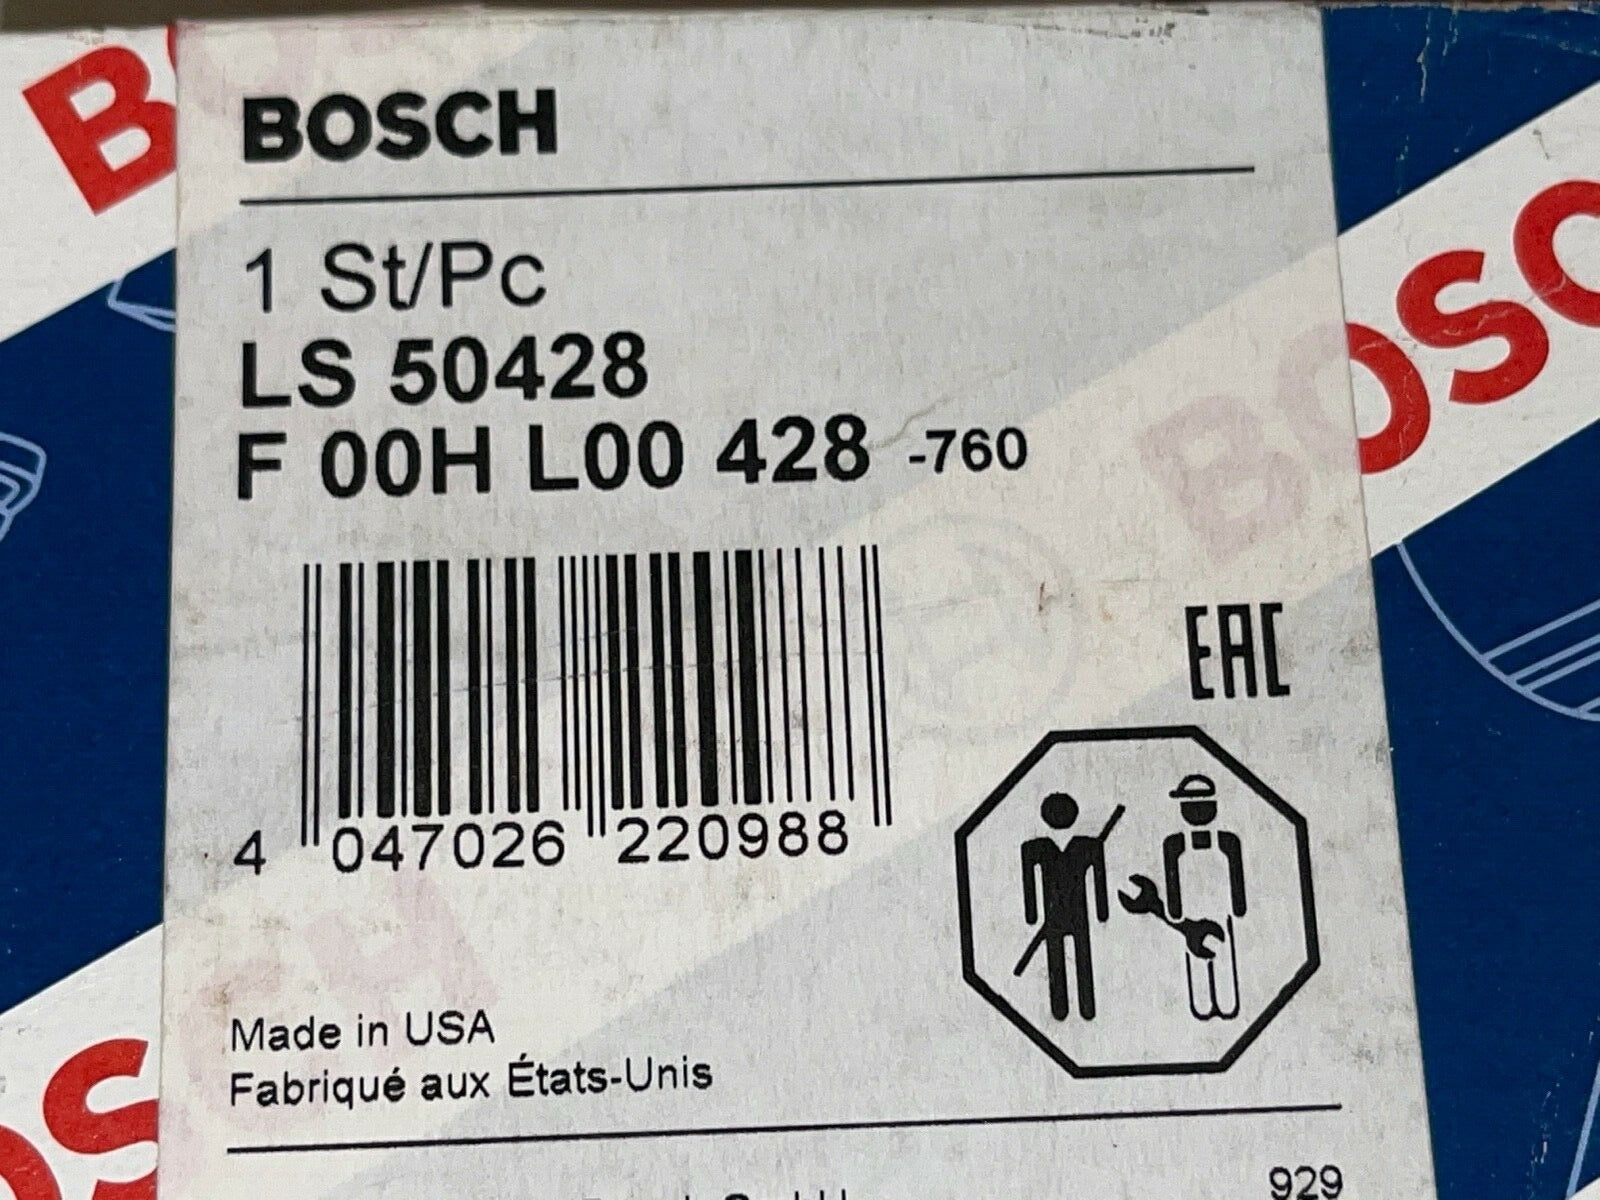 BOSCH
1 St/Pc
LS 50428
F 00H L00 428 -760
4 047026 220988
EAC
Made in USA
Fabriqué aux États-Unis
929
BOSCH